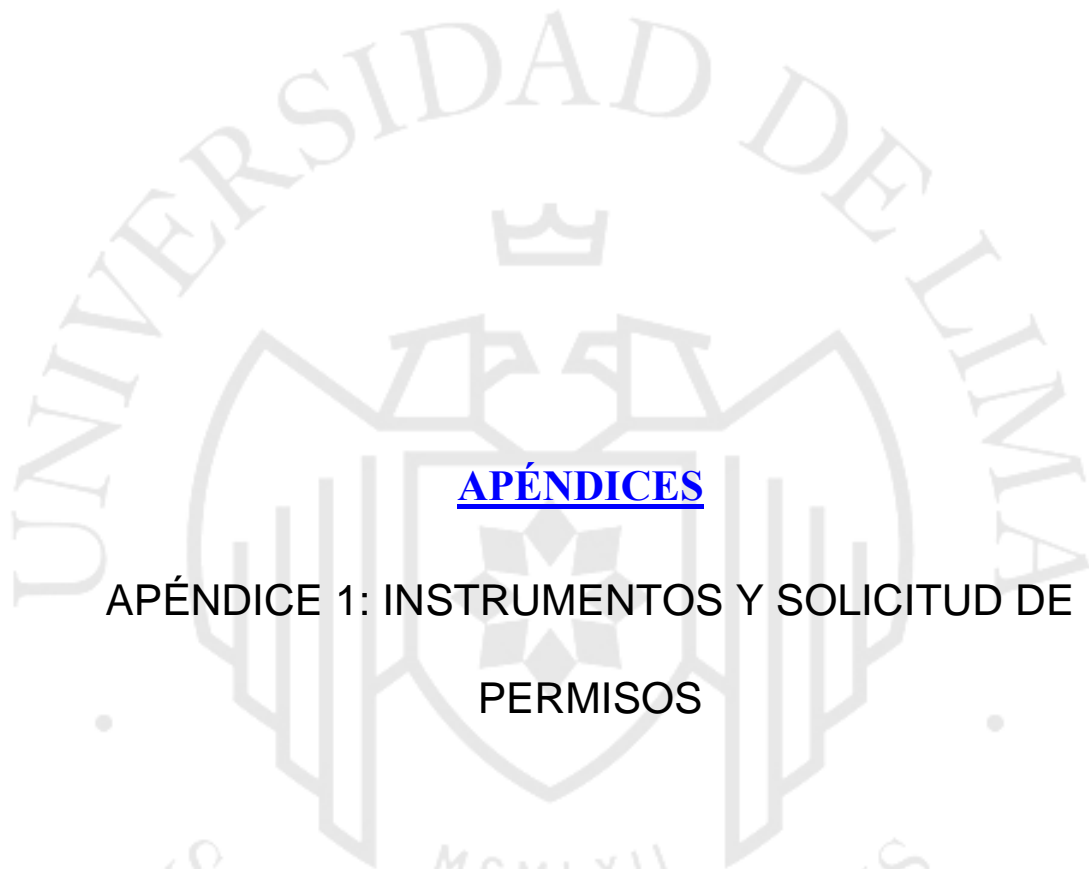 UNIVERSIDAD DE LIMA
APÉNDICES
APÉNDICE 1: INSTRUMENTOS Y SOLICITUD DE
PERMISOS